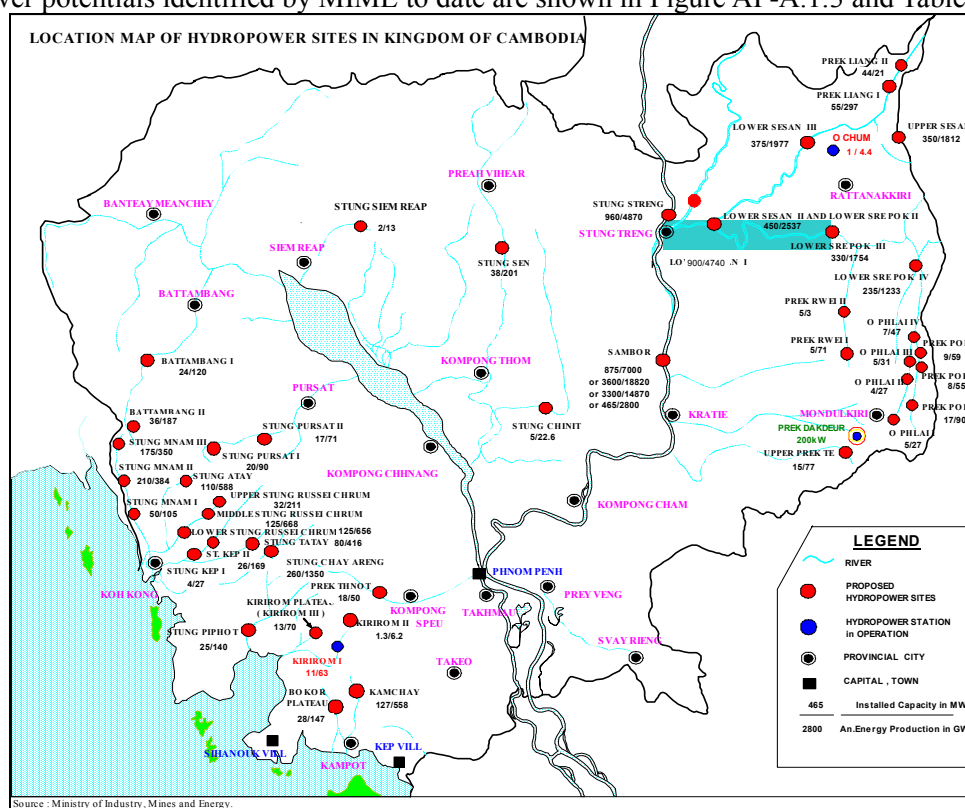 ver potentials identified by MIME to date are shown in Figure AP-A.1.3 and Table
LOCATION MAP OF HYDROPOWER SITES IN KINGDOM OF CAMBODIA
PREK LIANG II
44/21
PREK LIANG I
55/297
LOWER SESAN III
375/1977
O CHUM
1 / 4.4
UPPER SESAN
350/1812
PREAH VIHEAR
RATTANAKKIRI
BANTEAY MEANCHEY
STUNG SIEM REAP
2/13
STUNG STRENG
960/4870
LOWER SESAN II AND LOWER SRE POK II
450/2537
STUNG TRENG
SIEM REAP
STUNG SEN
38/201
LOWER SRE POK III
330/1754
900/4740
LOWER SRE POK IV
235/1233
BATTAMBANG
PREK RWEI II
5/3
O PHLAI IV
7/47
PREK RWEI I
5/71
O PHLAI III
5/31
9/59
SAMBOR
875/7000
or 3600/18820
or 3300/14870
or 465/2800
KOMPONG THOM
BATTAMBANG I
24/120
O PHLAI II
4/27
8/55
PURSAT
17/90
BATTAMBANG II
36/187
STUNG PURSAT II
17/71
STUNG CHINIT
5/22.6
KRATIE
MONDULKIRI
PREK DAKDEUR
200kW
O PHLAI I
5/27
STUNG MNAM III
175/350
STUNG PURSAT I
20/90
KOMPONG CHHNANG
UPPER PREK TE
15/77
STUNG MNAM II
210/384
STUNG ATAY
110/588
UPPER STUNG RUSSEI CHRUM
32/211
KOMPONG CHAM
STUNG MNAM I
50/105
MIDDLE STUNG RUSSEI CHRUM
125/668
LOWER STUNG RUSSEI CHRUM 125/656
STUNG TATAY
80/416
ST. KEP II
26/169
STUNG KEP I
4/27
STUNG CHAY ARENG
260/1350
KOH KONG
PREK THNOT
18/50
PHNOM PENH
PREY VENG
KIRIROM PLATEAU
( KIRIROM III )
13/70
KOMPONG
SPEU
TAKHMAU
KIRIROM II
1.3/6.2
STUNG PIPHOT
25/140
SVAY RIENG
KIRIROM I
11/63
TAKEO
BOKOR
PLATEAU
28/147
KAMCHAY
127/558
SIHANOUK VILL
KEP VILL
KAMPOT
LEGEND
RIVER
PROPOSED
HYDROPOWER SITES
HYDROPOWER STATION
in OPERATION
PROVINCIAL CITY
CAPITAL , TOWN
465 Installed Capacity in MW
2800 An.Energy Production in GW
Source : Ministry of Industry, Mines and Energy.